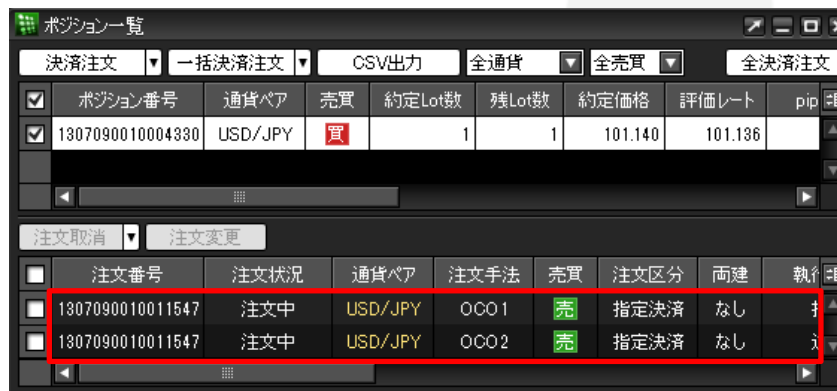 ポジション一覧
決済注文 一括決済注文 CSV出力 全通貨 全売買 全決済注文
ポジション番号 通貨ペア 売買 約定Lot数 残Lot数 約定価格 評価レート pip
1307090010004330 USD/JPY 買 1 1 101.140 101.136
注文取消 注文変更
注文番号 注文状況 通貨ペア 注文手法 売買 注文区分 両建 執行
1307090010011547 注文中 USD/JPY OCO1 売 指定決済 なし
1307090010011547 注文中 USD/JPY OCO2 売 指定決済 なし